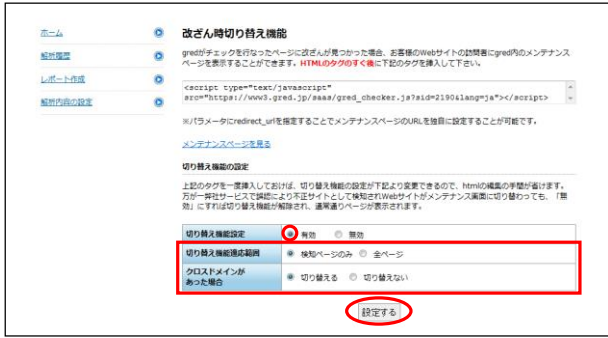 ホーム
解析履歴
レポート作成
解析内容の設定
改ざん時切り替え機能
gredがチェックを行なったページに改ざんが見つかった場合、お客様のWebサイトの訪問者にgred内のメンテナンス
ページを表示することができます。HTMLのタグのすぐ後に下記のタグを挿入して下さい。
<script type="text/javascript"
src="https://www3.gred.jp/saas/gred_checker.js?sid=2190&lang=ja"></script>
※パラメータにredirect_urlを指定することでメンテナンスページのURLを独自に設定することが可能です。
メンテナンスページを見る
切り替え機能の設定
上記のタグを一度挿入しておけば、切り替え機能の設定が下記より変更できるので、htmlの編集の手間が省けます。
万が一弊社サービスで誤認により不正サイトとして検知されWebサイトがメンテナンス画面に切り替わっても、「無
効」にすれば切り替え機能が解除され、通常通りページが表示されます。
切り替え機能設定 有効 無効
切り替え機能適応範囲 検知ページのみ 全ページ
クロスドメインが
あった場合 切り替える 切り替えない
設定する